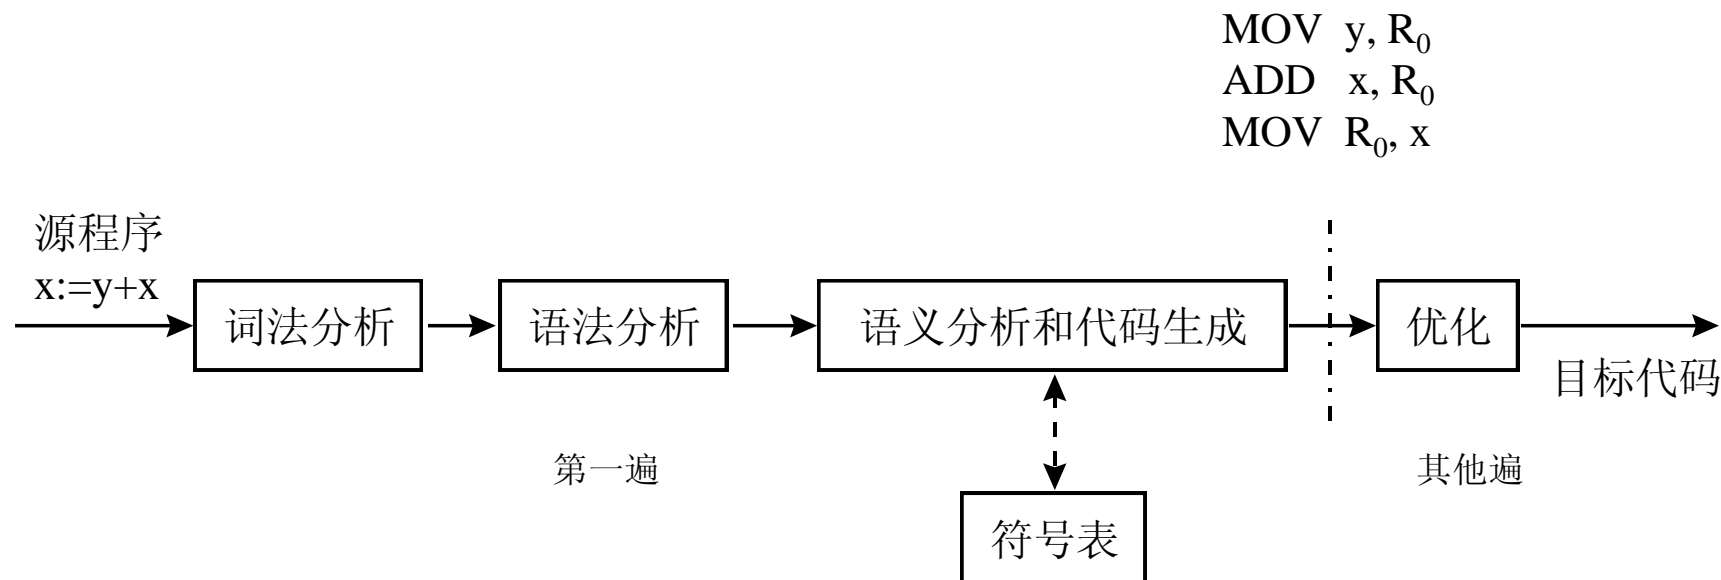 MOV y, R₀
ADD x, R₀
MOV R₀, x
源程序
x:=y+x
词法分析
语法分析
语义分析和代码生成
优化
目标代码
第一遍
其他遍
符号表